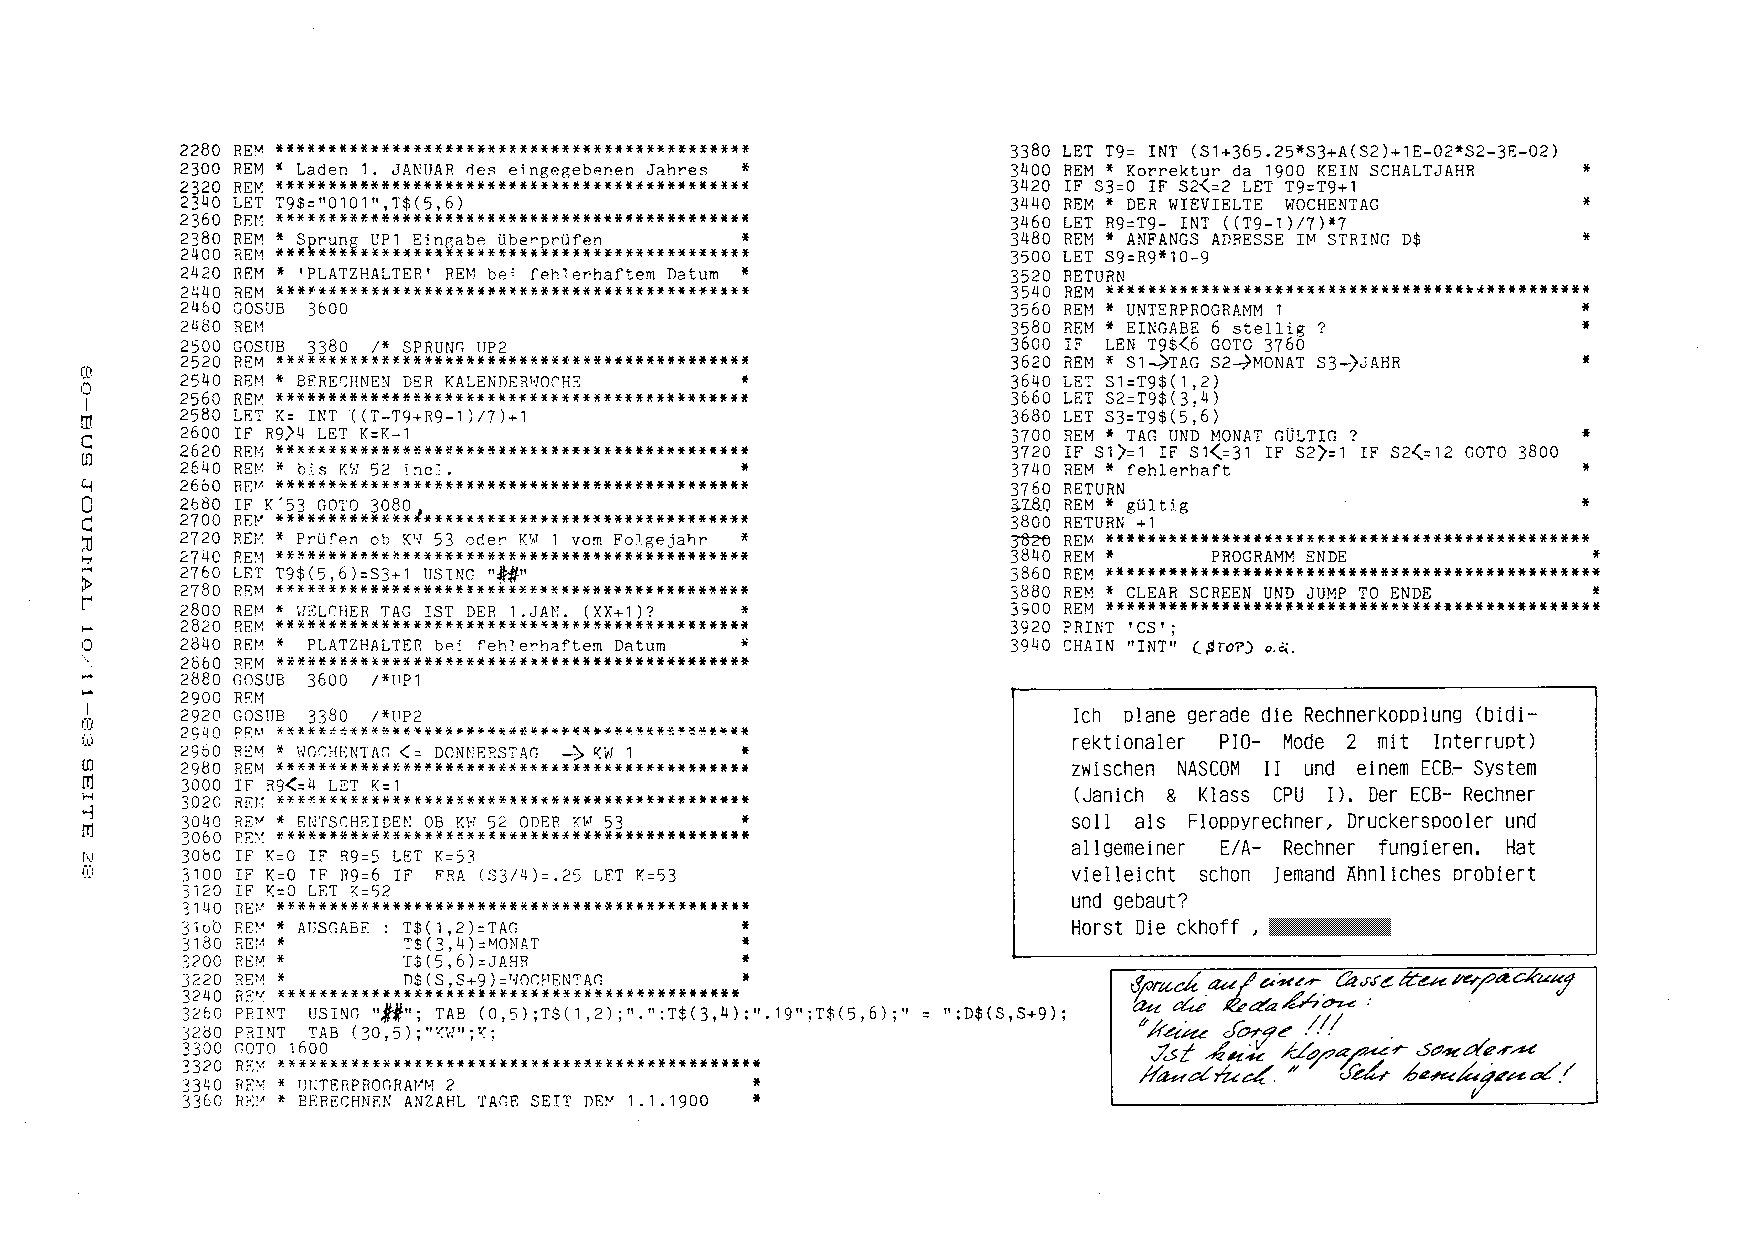 80-BUS JOURNAL 10/11-83 SEITE 28
2280 REM *********************************************
2300 REM * Laden 1. JANUAR des eingegebenen Jahres   *
2320 REM *********************************************
2340 LET T9$="0101",T$(5,6)
2360 REM *********************************************
2380 REM * Sprung UP1 Eingabe überprüfen             *
2400 REM *********************************************
2420 REM * 'PLATZHALTER' REM bei fehlerhaftem Datum  *
2440 REM *********************************************
2460 GOSUB  3600
2480 REM
2500 GOSUB  3380  /* SPRUNG UP2
2520 REM *********************************************
2540 REM * BERECHNEN DER KALENDERWOCHE               *
2560 REM *********************************************
2580 LET K= INT ((T-T9+R9-1)/7)+1
2600 IF R9>4 LET K=K-1
2620 REM *********************************************
2640 REM * bis KW 52 incl.                           *
2660 REM *********************************************
2680 IF K´53 GOTO 3080
2700 REM *********************************************
2720 REM * Prüfen ob KW 53 oder KW 1 vom Folgejahr   *
2740 REM *********************************************
2760 LET T9$(5,6)=S3+1 USING "##"
2780 REM *********************************************
2800 REM * WELCHER TAG IST DER 1.JAN. (XX+1)?        *
2820 REM *********************************************
2840 REM *  PLATZHALTER bei fehlerhaftem Datum       *
2860 REM *********************************************
2880 GOSUB  3600  /*UP1
2900 REM
2920 GOSUB  3380  /*UP2
2940 REM *********************************************
2960 REM * WOCHENTAG <= DONNERSTAG  -> KW 1          *
2980 REM *********************************************
3000 IF R9<=4 LET K=1
3020 REM *********************************************
3040 REM * ENTSCHEIDEN OB KW 52 ODER KW 53           *
3060 REM *********************************************
3080 IF K=0 IF R9=5 LET K=53
3100 IF K=0 IF R9=6 IF  FRA (S3/4)=.25 LET K=53
3120 IF K=0 LET K=52
3140 REM *********************************************
3160 REM * AUSGABE : T$(1,2)=TAG                     *
3180 REM *           T$(3,4)=MONAT                   *
3200 REM *           T$(5,6)=JAHR                    *
3220 REM *           D$(S,S+9)=WOCHENTAG             *
3240 REM ********************************************
3260 PRINT  USING "##"; TAB (0,5);T$(1,2);".";T$(3,4);".19";T$(5,6);" = ";D$(S,S+9);
3280 PRINT  TAB (30,5);"KW";K;
3300 GOTO 1600
3320 REM **********************************************
3340 REM * UNTERPROGRAMM 2                            *
3360 REM * BERECHNEN ANZAHL TAGE SEIT DEM 1.1.1900    *
3380 LET T9= INT (S1+365.25*S3+A(S2)+1E-02*S2-3E-02)
3400 REM * Korrektur da 1900 KEIN SCHALTJAHR          *
3420 IF S3=0 IF S2<=2 LET T9=T9+1
3440 REM * DER WIEVIELTE  WOCHENTAG                   *
3460 LET R9=T9- INT ((T9-1)/7)*7
3480 REM * ANFANGS ADRESSE IM STRING D$               *
3500 LET S9=R9*10-9
3520 RETURN
3540 REM **********************************************
3560 REM * UNTERPROGRAMM 1                            *
3580 REM * EINGABE 6 stellig ?                        *
3600 IF  LEN T9$<6 GOTO 3760
3620 REM * S1->TAG S2->MONAT S3->JAHR                 *
3640 LET S1=T9$(1,2)
3660 LET S2=T9$(3,4)
3680 LET S3=T9$(5,6)
3700 REM * TAG UND MONAT GÜLTIG ?                     *
3720 IF S1>=1 IF S1<=31 IF S2>=1 IF S2<=12 GOTO 3800
3740 REM * fehlerhaft                                 *
3760 RETURN
3780 REM * gültig                                     *
3800 RETURN +1
3820 REM **********************************************
3840 REM *         PROGRAMM ENDE                       *
3860 REM ***********************************************
3880 REM * CLEAR SCREEN UND JUMP TO ENDE               *
3900 REM ***********************************************
3920 PRINT 'CS';
3940 CHAIN "INT" (STOP) o.ä.
Ich plane gerade die Rechnerkopplung (bidi-
rektionaler PIO- Mode 2 mit Interrupt)
zwischen NASCOM II und einem ECB- System
(Janich & Klass CPU I). Der ECB- Rechner
soll als Floppyrechner, Druckerspooler und
allgemeiner E/A- Rechner fungieren. Hat
vielleicht schon jemand Ähnliches probiert
und gebaut?
Horst Die ckhoff ,
Spruch auf einer Cassettenverpackung
an die Redaktion:
"Keine Sorge !!!
Ist kein Klopapier sondern
Handtuch." Sehr beruhigend!